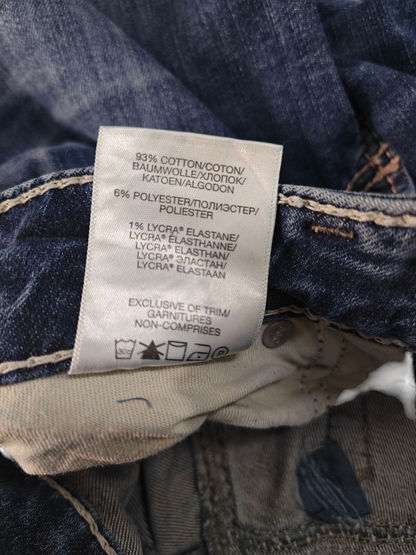 93% COTTON/COTON/
BAUMWOLLE/ХЛОПОК/
KATOEN/ALGODON
6% POLYESTER/ПОЛИЭСТЕР/
POLIESTER
1% LYCRA® ELASTANE/
LYCRA® ÉLASTHANNE/
LYCRA® ELASTHAN/
LYCRA® ЭЛАСТАН/
LYCRA® ELASTAAN
EXCLUSIVE OF TRIM/
GARNITURES
NON-COMPRISES